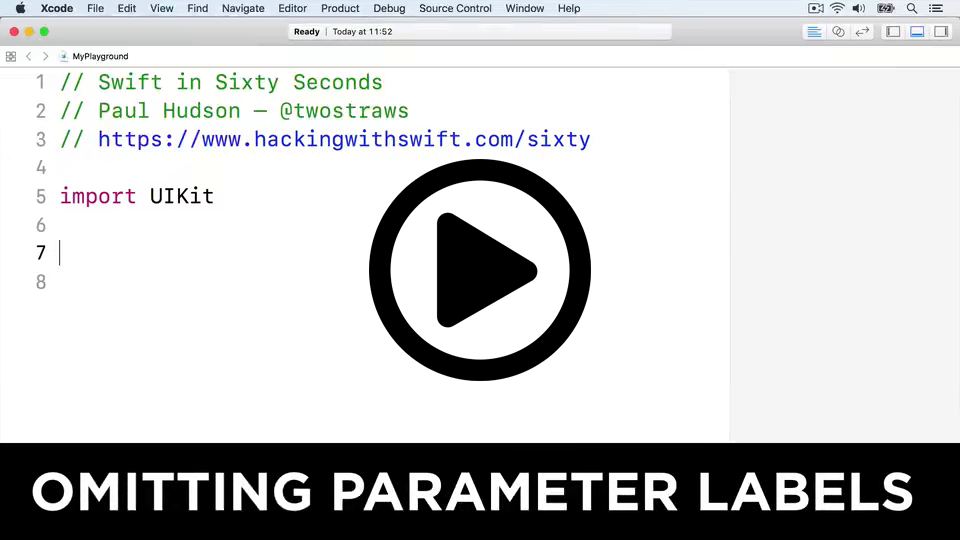 Xcode File Edit View Find Navigate Editor Product Debug Source Control Window Help
Ready | Today at 11:52
MyPlayground
1 // Swift in Sixty Seconds
2 // Paul Hudson — @twostraws
3 // https://www.hackingwithswift.com/sixty
4
5 import UIKit
6
7
8
OMITTING PARAMETER LABELS